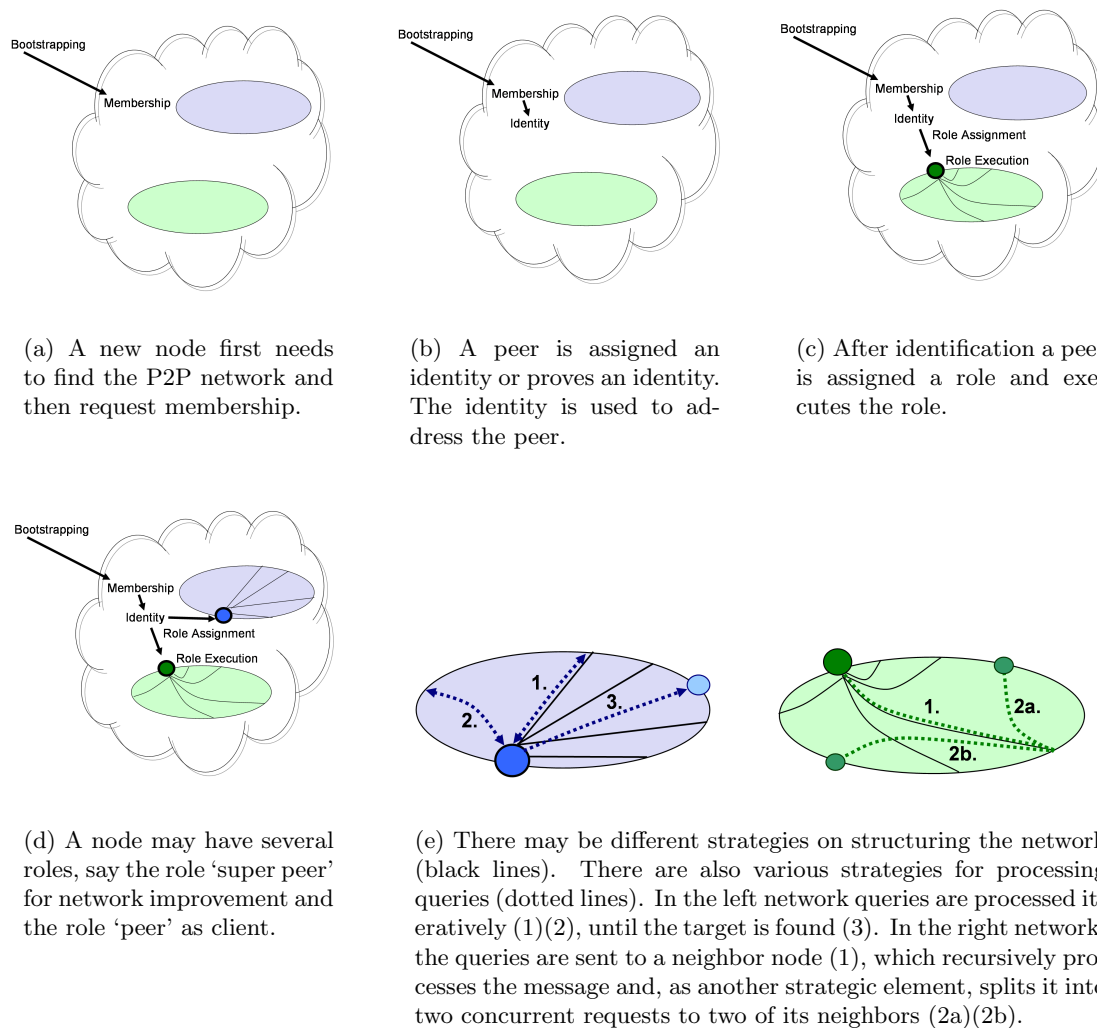 Bootstrapping
Membership
(a) A new node first needs
to find the P2P network and
then request membership.
Bootstrapping
Membership
Identity
(b) A peer is assigned an
identity or proves an identity.
The identity is used to ad-
dress the peer.
Bootstrapping
Membership
Identity
Role Assignment
Role Execution
(c) After identification a peer
is assigned a role and exe-
cutes the role.
Bootstrapping
Membership
Identity
Role Assignment
Role Execution
(d) A node may have several
roles, say the role ‘super peer’
for network improvement and
the role ‘peer’ as client.
1.
2.
3.
1.
2a.
2b.
(e) There may be different strategies on structuring the network
(black lines). There are also various strategies for processing
queries (dotted lines). In the left network queries are processed it-
eratively (1)(2), until the target is found (3). In the right network,
the queries are sent to a neighbor node (1), which recursively pro-
cesses the message and, as another strategic element, splits it into
two concurrent requests to two of its neighbors (2a)(2b).